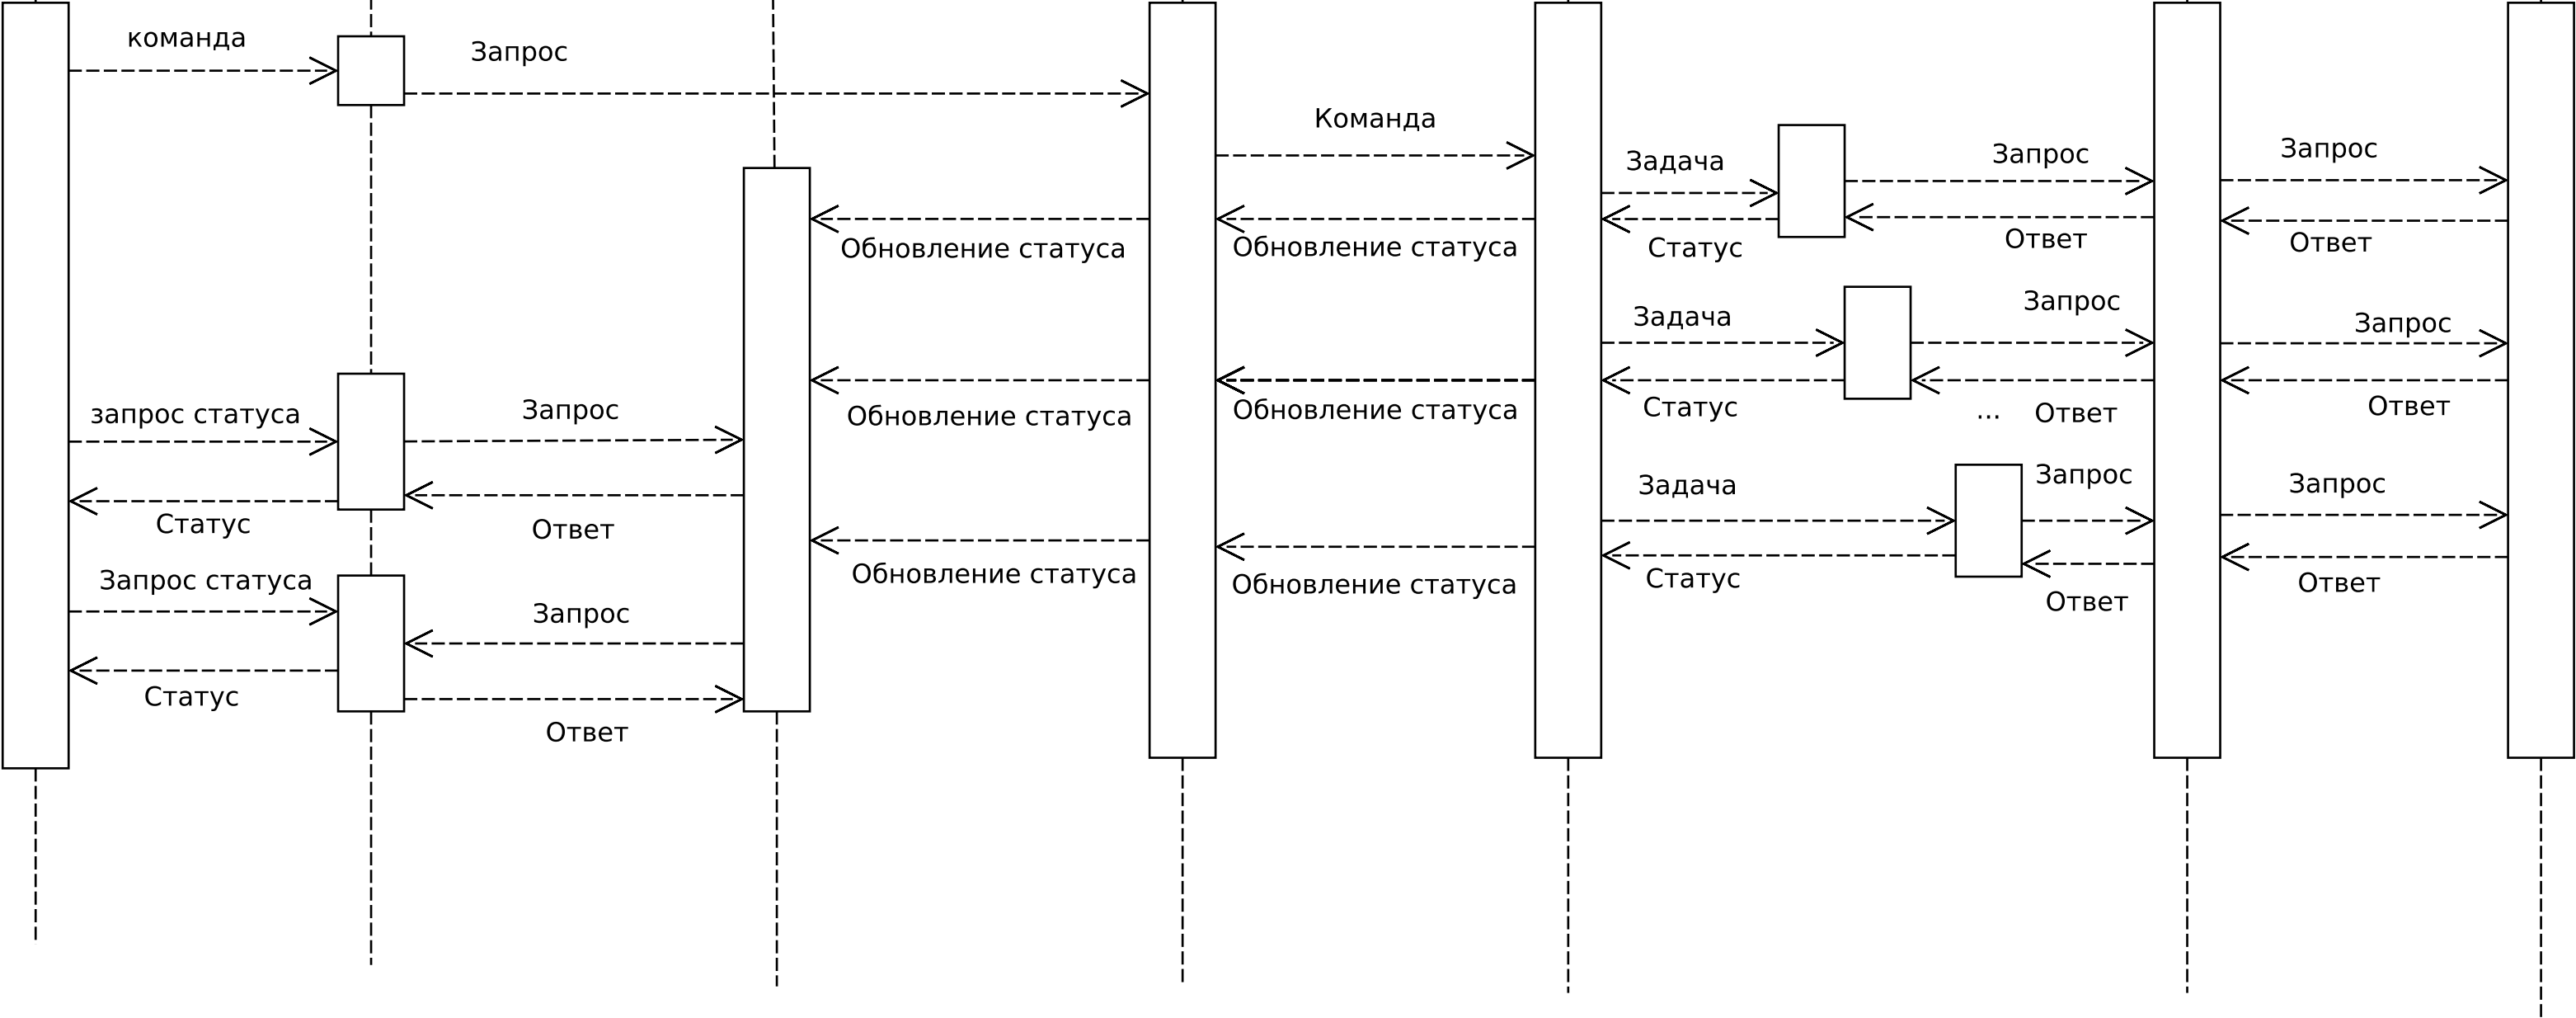 команда
Запрос
Команда
Задача
Запрос
Запрос
Обновление статуса
Обновление статуса
Статус
Ответ
Ответ
Задача
Запрос
Запрос
запрос статуса
Запрос
Обновление статуса
Обновление статуса
Статус
...
Ответ
Ответ
Задача
Запрос
Запрос
Статус
Ответ
Обновление статуса
Обновление статуса
Статус
Ответ
Ответ
Запрос статуса
Запрос
Статус
Ответ